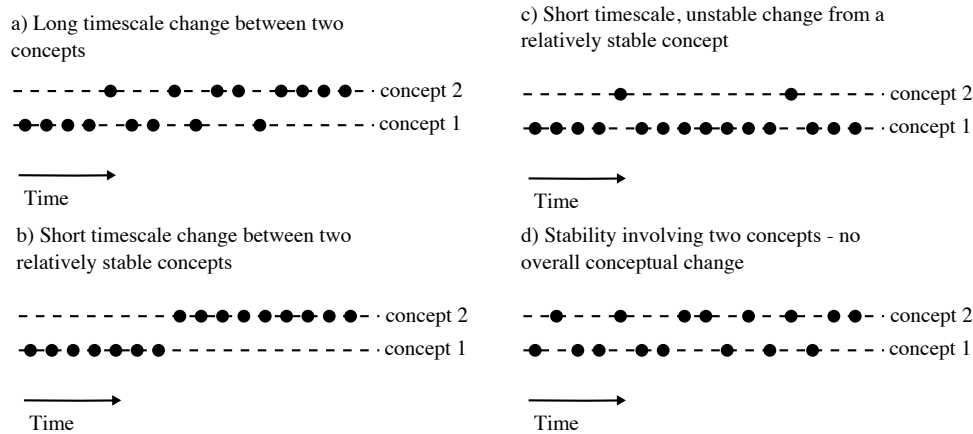 a) Long timescale change between two
concepts
concept 2
concept 1
Time
b) Short timescale change between two
relatively stable concepts
concept 2
concept 1
Time
c) Short timescale, unstable change from a
relatively stable concept
concept 2
concept 1
Time
d) Stability involving two concepts - no
overall conceptual change
concept 2
concept 1
Time